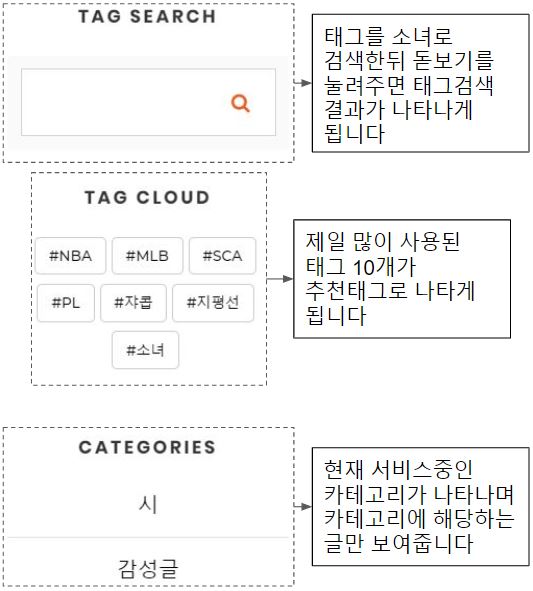 TAG SEARCH
태그를 소녀로
검색한뒤 돋보기를
눌려주면 태그검색
결과가 나타나게
됩니다
TAG CLOUD
#NBA #MLB #SCA
#PL #쟈콥 #지평선
#소녀
제일 많이 사용된
태그 10개가
추천태그로 나타게
됩니다
CATEGORIES
시
감성글
현재 서비스중인
카테고리가 나타나며
카테고리에 해당하는
글만 보여줍니다